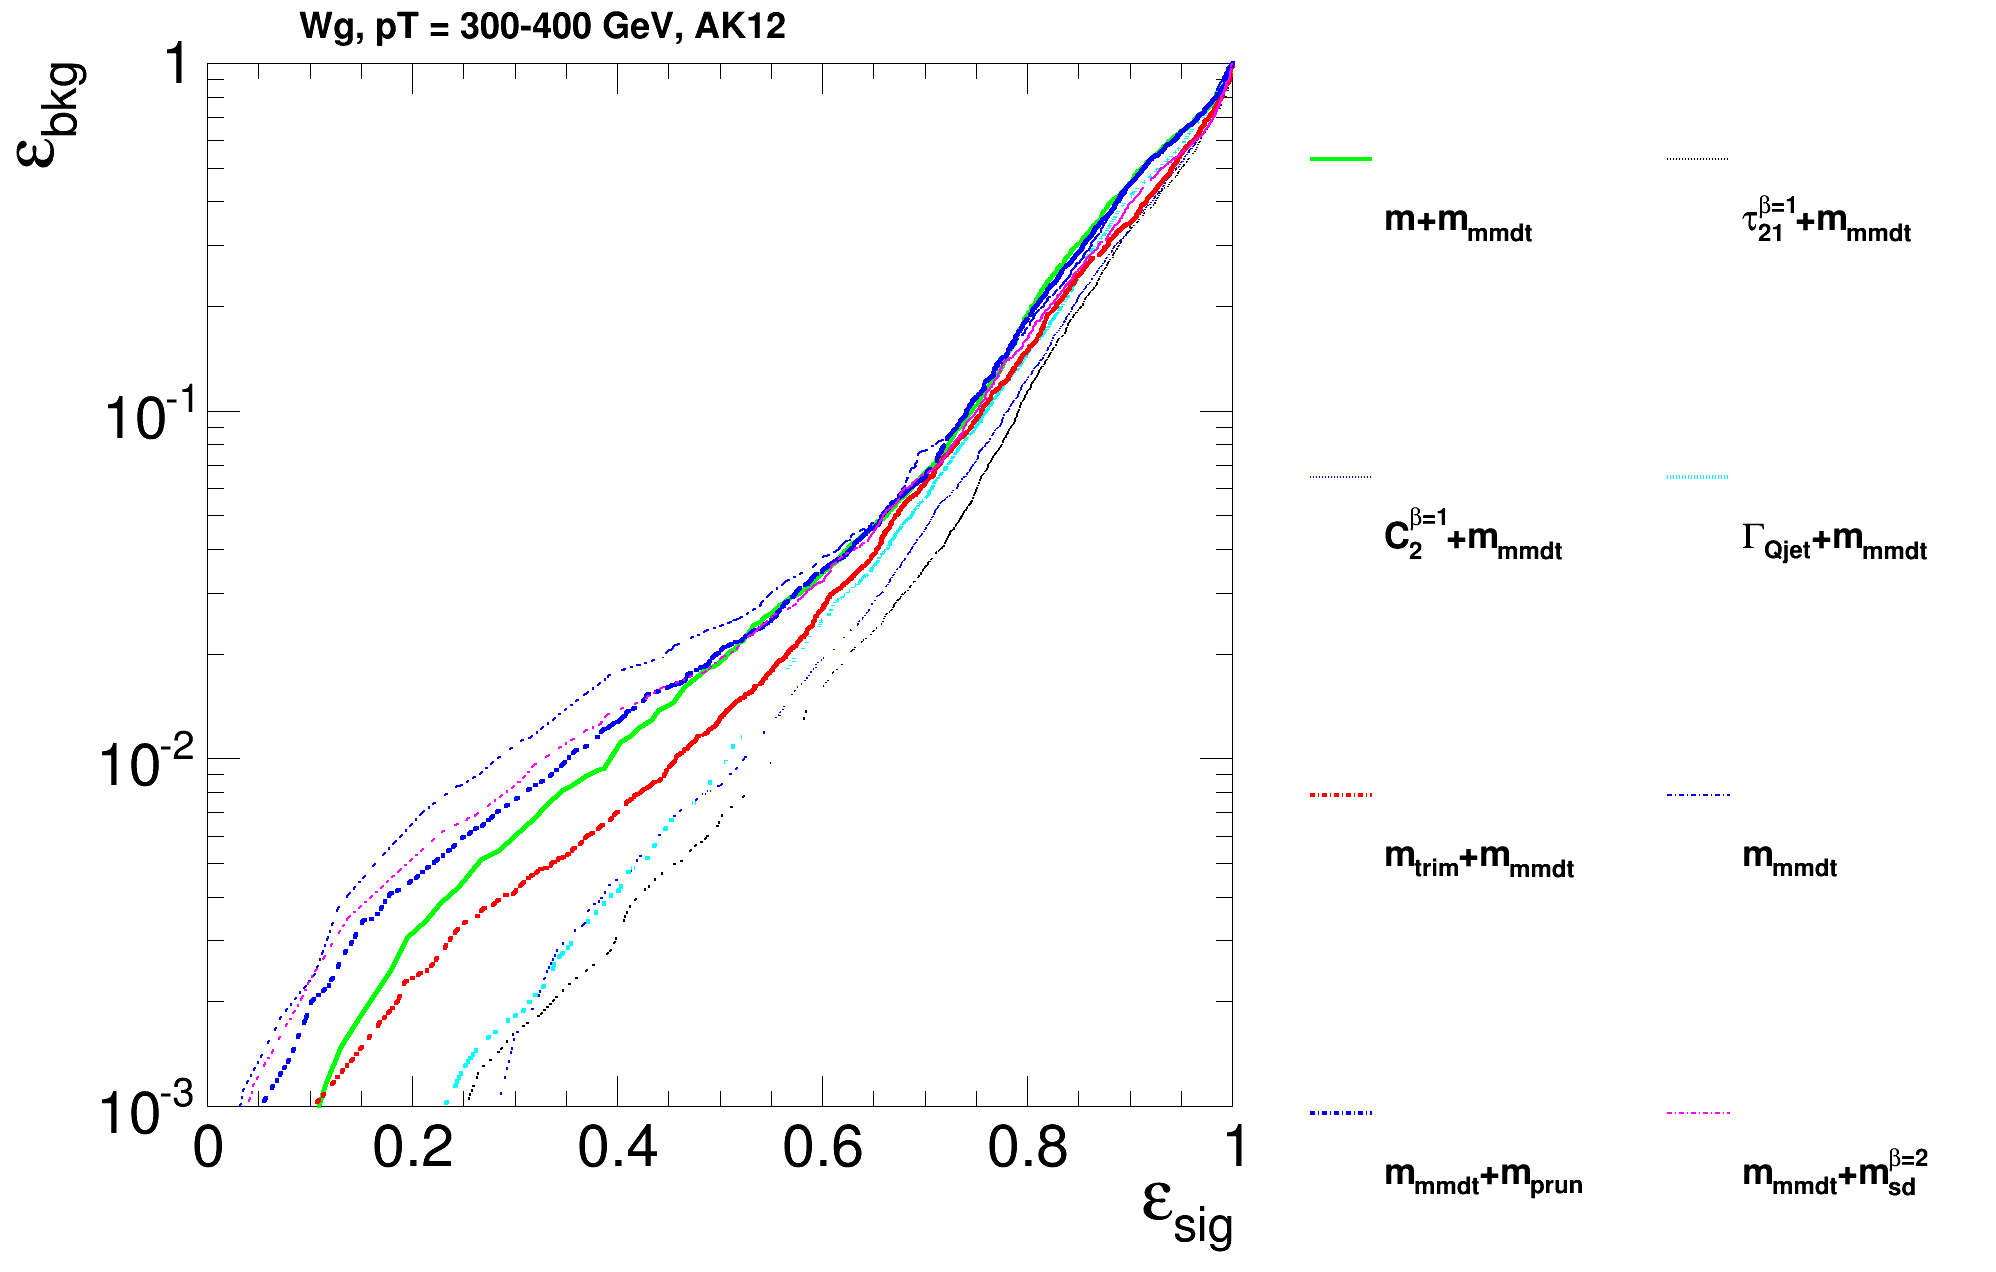 Wg, pT = 300-400 GeV, AK12
ε_bkg
1
10^-1
10^-2
10^-3
0 0.2 0.4 0.6 0.8 1
ε_sig
m+m_mmdt
τ_21^β=1+m_mmdt
C_2^β=1+m_mmdt
Γ_Qjet+m_mmdt
m_trim+m_mmdt
m_mmdt
m_mmdt+m_prun
m_mmdt+m_sd^β=2